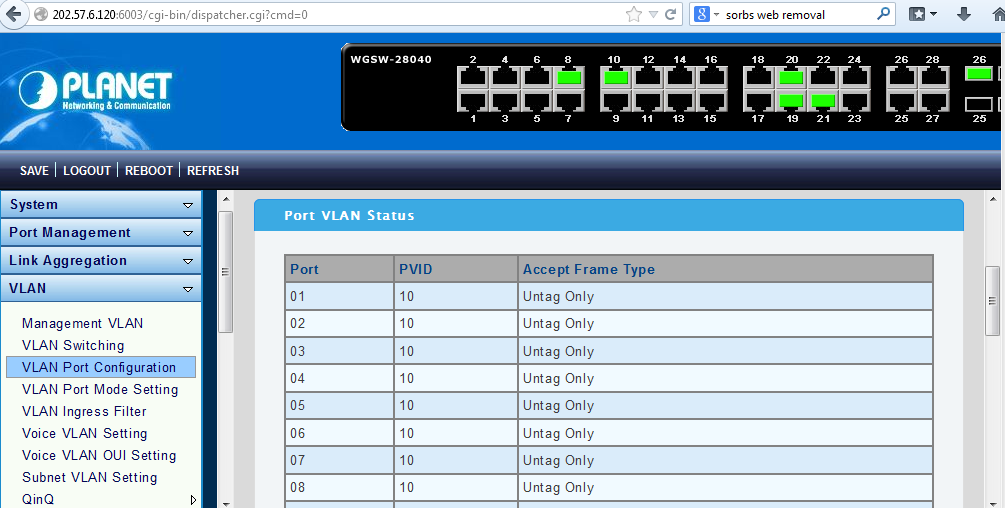 202.57.6.120:6003/cgi-bin/dispatcher.cgi?cmd=0
sorbs web removal
PLANET
Networking & Communication
WGSW-28040
2 4 6 8 10 12 14 16 18 20 22 24 26 28 26
1 3 5 7 9 11 13 15 17 19 21 23 25 27 25
SAVE LOGOUT REBOOT REFRESH
System
Port Management
Link Aggregation
VLAN
Management VLAN
VLAN Switching
VLAN Port Configuration
VLAN Port Mode Setting
VLAN Ingress Filter
Voice VLAN Setting
Voice VLAN OUI Setting
Subnet VLAN Setting
QinQ
Port VLAN Status
Port PVID Accept Frame Type
01 10 Untag Only
02 10 Untag Only
03 10 Untag Only
04 10 Untag Only
05 10 Untag Only
06 10 Untag Only
07 10 Untag Only
08 10 Untag Only